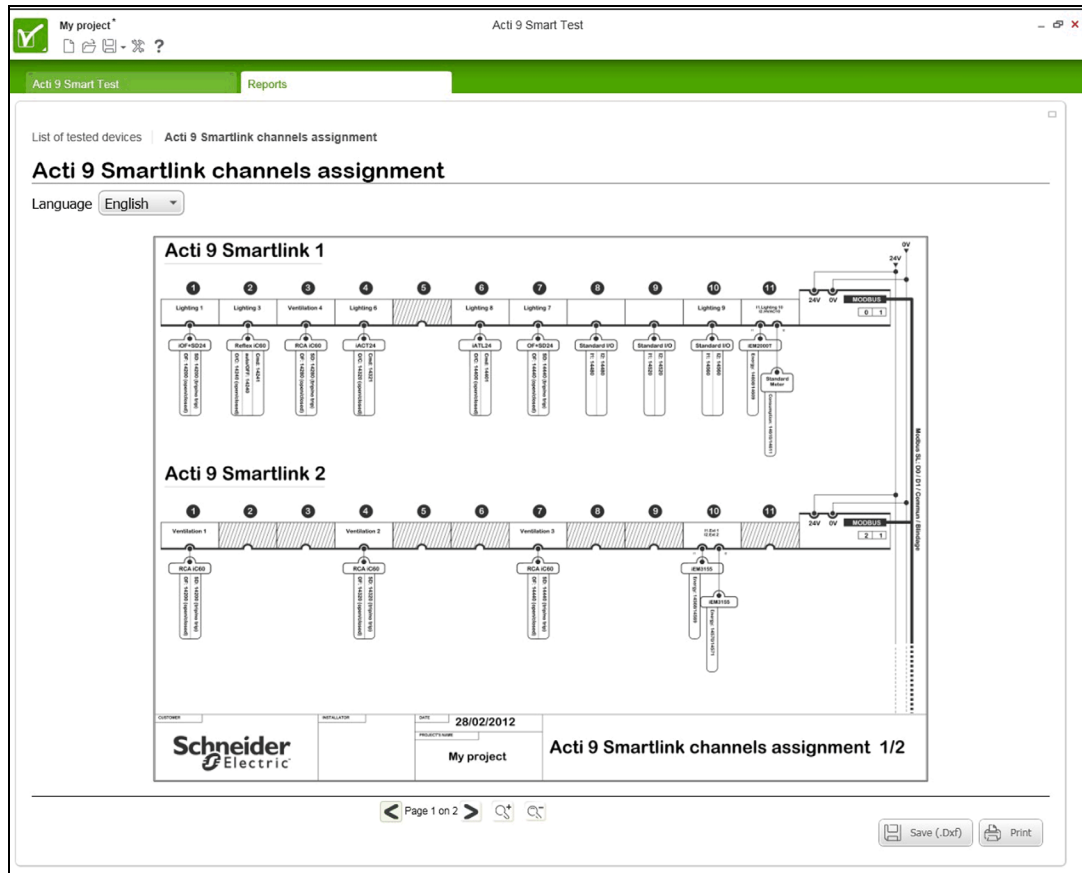 My project*
Acti 9 Smart Test
Acti 9 Smart Test
Reports
List of tested devices
Acti 9 Smartlink channels assignment
Acti 9 Smartlink channels assignment
Language English
Acti 9 Smartlink 1
0V
24V
1 2 3 4 5 6 7 8 9 10 11
Lighting 1 Lighting 3 Ventilation 4 Lighting 6 Lighting 8 Lighting 7 Lighting 9
24V 0V MODBUS
0 1
iOF+SD24 Reflex iC60 RCA iC60 iACT24 iATL24 OF+SD24 Standard I/O Standard I/O Standard I/O iEM2000T
Standard
Meter
Modbus SL: D0 / D1 / Commun / Blindage
Acti 9 Smartlink 2
1 2 3 4 5 6 7 8 9 10 11
Ventilation 1 Ventilation 2 Ventilation 3
24V 0V MODBUS
2 1
RCA iC60 RCA iC60 RCA iC60 iEM3155
iEM3155
CUSTOMER
INSTALLATOR
DATE
28/02/2012
PROJECT'S NAME
My project
Schneider
Electric
Acti 9 Smartlink channels assignment 1/2
Page 1 on 2
Save (.Dxf)
Print